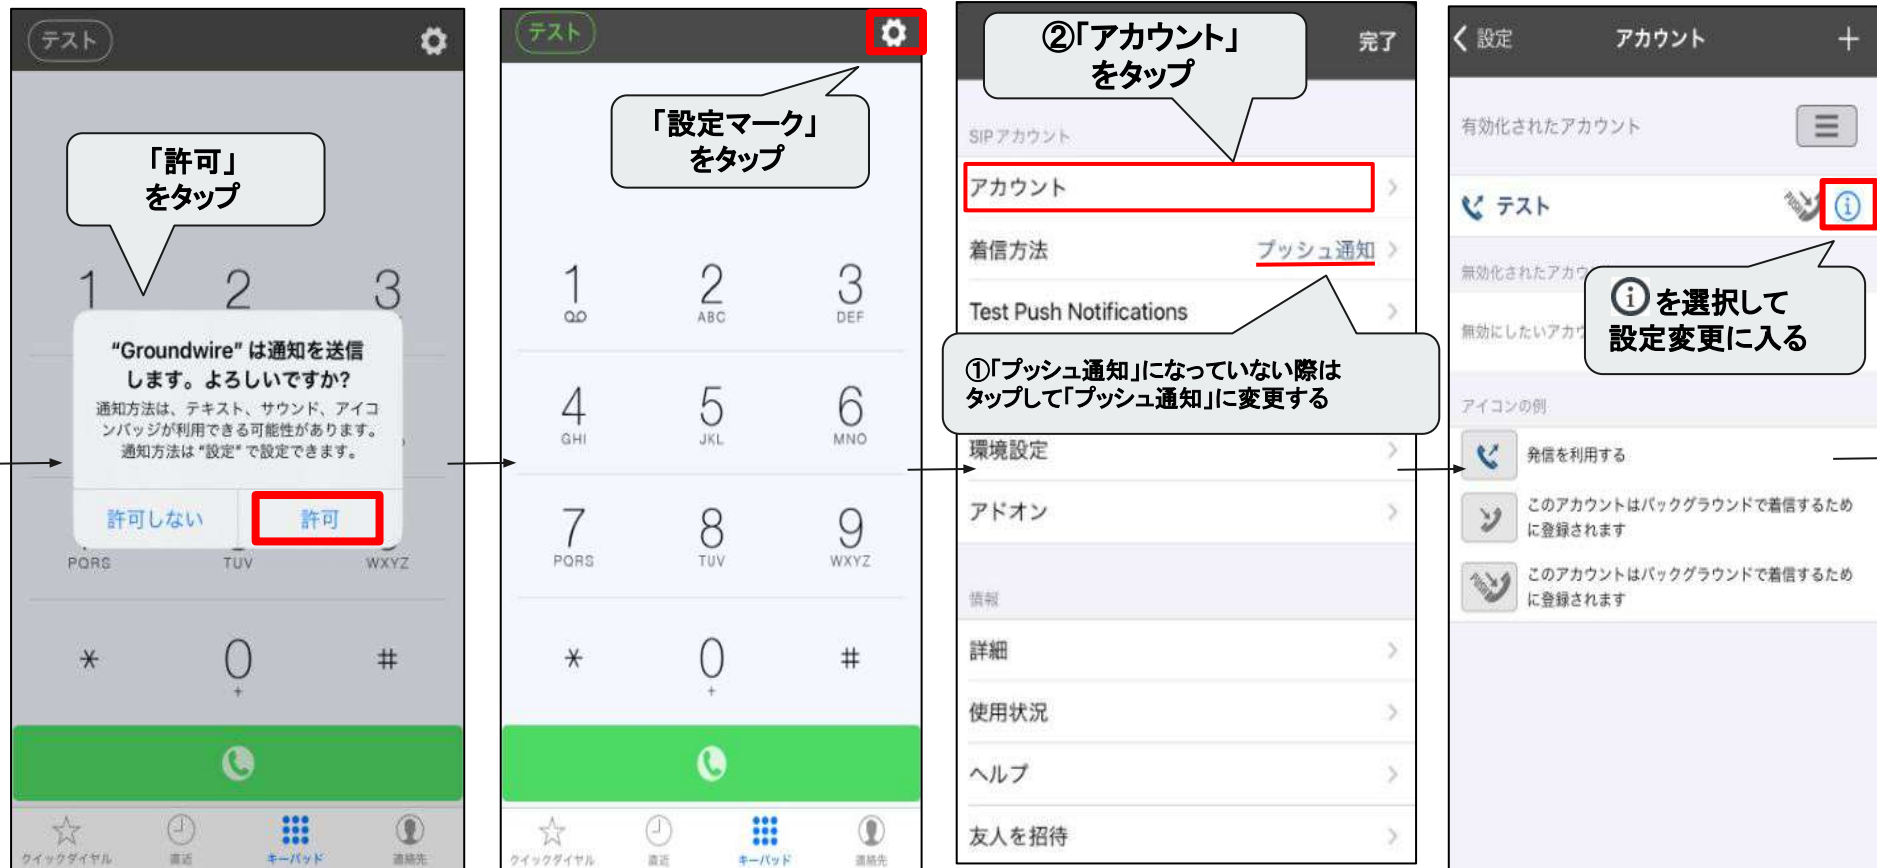 テスト
「許可」
をタップ
1
2
3
"Groundwire" は通知を送信
します。よろしいですか?
通知方法は、テキスト、サウンド、アイコ
ンバッジが利用できる可能性があります。
通知方法は "設定" で設定できます。
許可しない
許可
PQRS
TUV
WXYZ
*
0
+
#
クイックダイヤル
直近
キーパッド
連絡先
テスト
「設定マーク」
をタップ
1
2
3
ABC
DEF
4
5
6
GHI
JKL
MNO
7
8
9
PQRS
TUV
WXYZ
*
0
+
#
クイックダイヤル
直近
キーパッド
連絡先
②「アカウント」
をタップ
完了
SIP アカウント
アカウント
着信方法
プッシュ通知
Test Push Notifications
①「プッシュ通知」になっていない際は
タップして「プッシュ通知」に変更する
環境設定
アドオン
情報
詳細
使用状況
ヘルプ
友人を招待
設定
アカウント
+
有効化されたアカウント
テスト
PUSH
無効化されたアカウ
ⓘを選択して
設定変更に入る
無効にしたいアカウ
アイコンの例
発信を利用する
このアカウントはバックグラウンドで着信するため
に登録されます
PUSH
このアカウントはバックグラウンドで着信するため
に登録されます